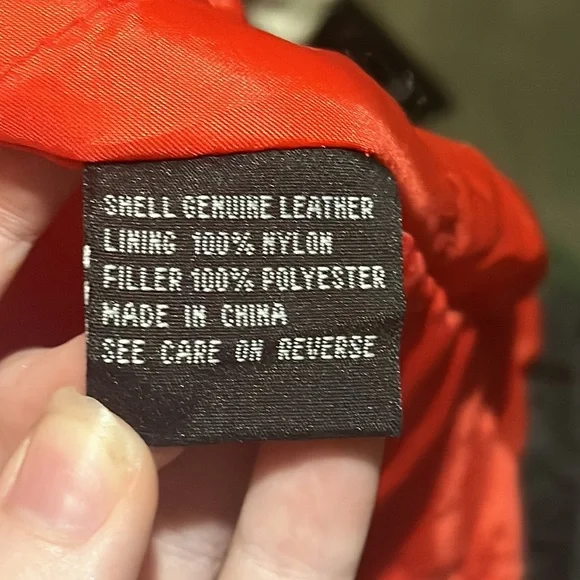 SHELL GENUINE LEATHER
LINING 100% NYLON
FILLER 100% POLYESTER
MADE IN CHINA
SEE CARE ON REVERSE